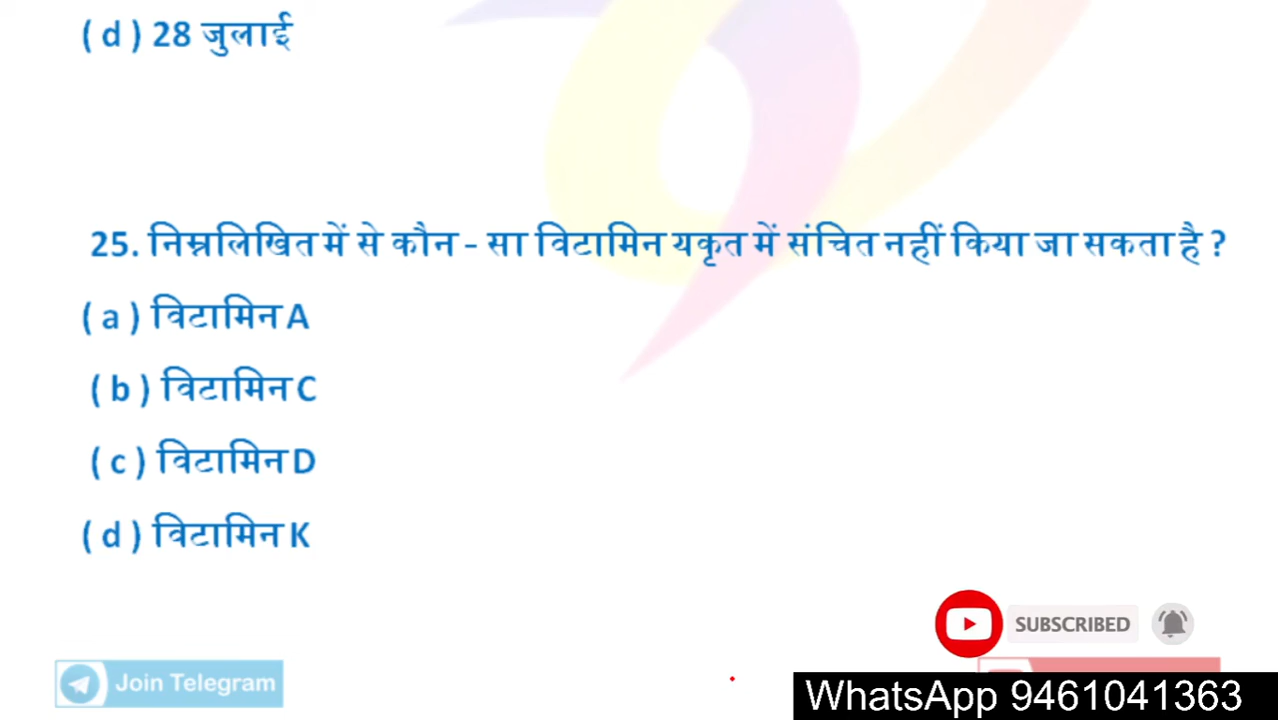 ( d ) 28 जुलाई
25. निम्नलिखित में से कौन - सा विटामिन यकृत में संचित नहीं किया जा सकता है ?
( a ) विटामिन A
( b ) विटामिन C
( c ) विटामिन D
( d ) विटामिन K
SUBSCRIBED
Join Telegram
WhatsApp 9461041363